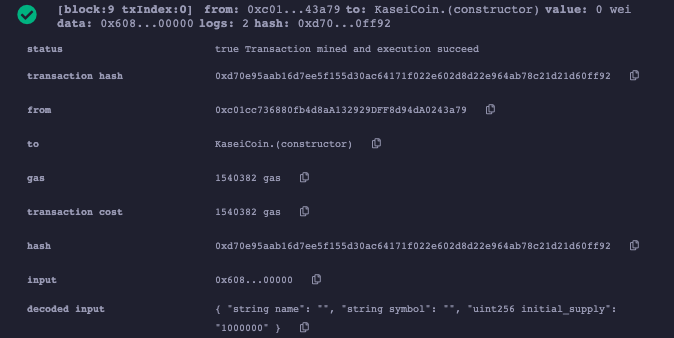 [block:9 txIndex:0] from: 0xc01...43a79 to: KaseiCoin.(constructor) value: 0 wei
data: 0x608...00000 logs: 2 hash: 0xd70...0ff92
status true Transaction mined and execution succeed
transaction hash 0xd70e95aab16d7ee5f155d30ac64171f022e602d8d22e964ab78c21d21d60ff92
from 0xc01cc736880fb4d8aA132929DFF8d94dA0243a79
to KaseiCoin.(constructor)
gas 1540382 gas
transaction cost 1540382 gas
hash 0xd70e95aab16d7ee5f155d30ac64171f022e602d8d22e964ab78c21d21d60ff92
input 0x608...00000
decoded input { "string name": "", "string symbol": "", "uint256 initial_supply":
"1000000" }